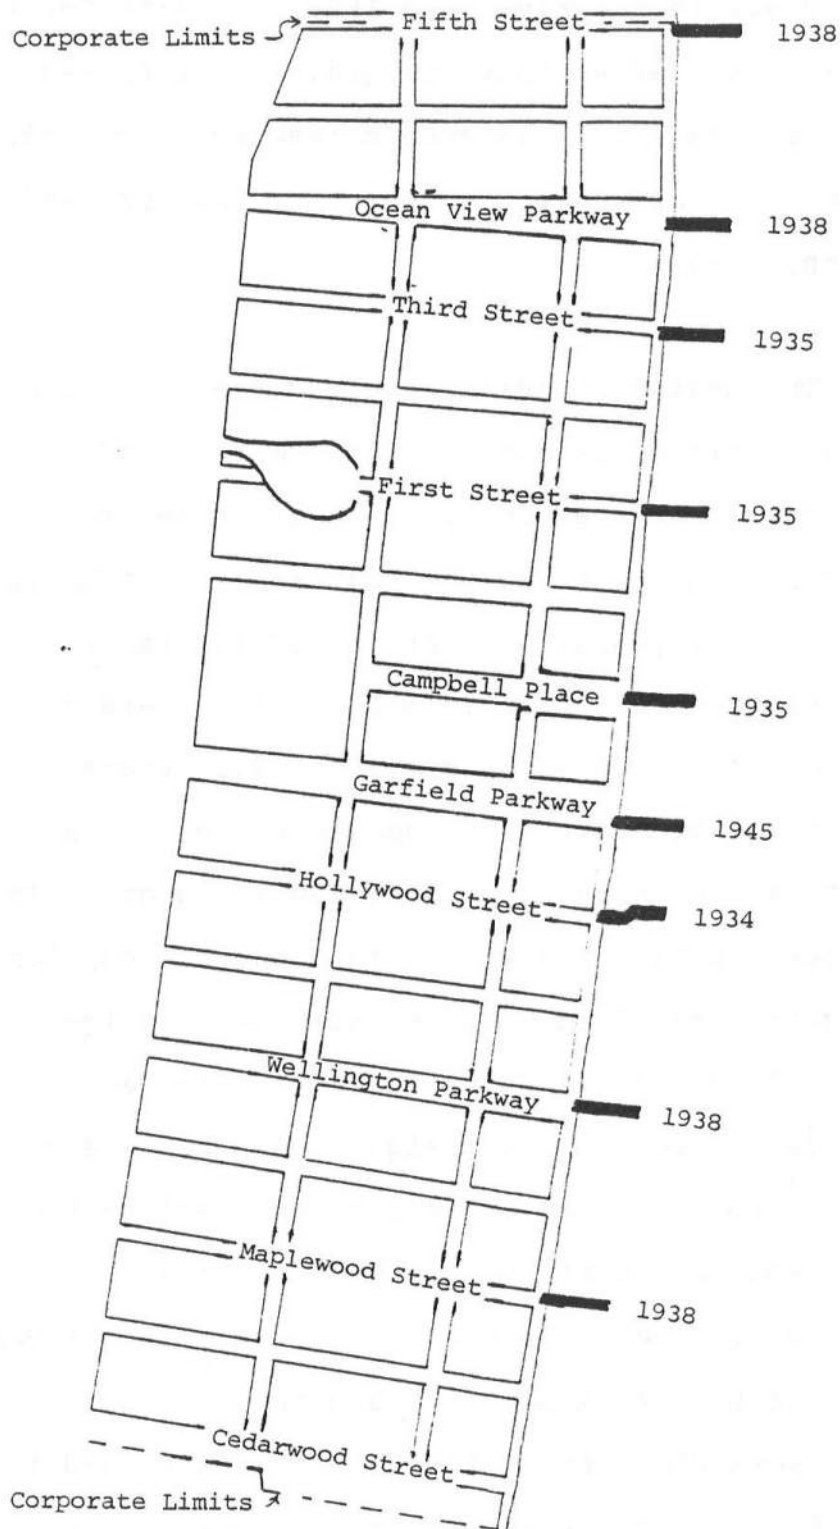 Fifth Street
1938
Corporate Limits
Ocean View Parkway
1938
Third Street
1935
First Street
1935
Campbell Place
1935
Garfield Parkway
1945
Hollywood Street
1934
Wellington Parkway
1938
Maplewood Street
1938
Cedarwood Street
Corporate Limits